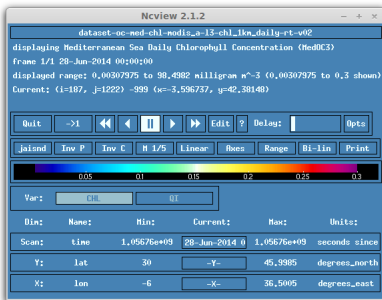 Ncview 2.1.2
dataset-oc-med-chl-modis_a-l3-chl_1km_daily-rt-v02
displaying Mediterranean Sea Daily Chlorophyll Concentration (MedOC3)
frame 1/1 28-Jun-2014 00:00:00
displayed range: 0.00307975 to 98.4982 milligram m^-3 (0.00307975 to 0.3 shown)
Current: (i=187, j=1222) -999 (x=-3.596737, y=42.38148)
Quit ->1 Edit ? Delay: Opts
jaisnd Inv P Inv C M 1/5 Linear Axes Range Bi-lin Print
0.05 0.1 0.15 0.2 0.25
Var: CHL QI
Dim: Name: Min: Current: Max: Units:
Scan: time 1.05676e+09 28-Jun-2014 0 1.05676e+09 seconds since
Y: lat 30 -Y- 45.9985 degrees_north
X: lon -6 -X- 36.5005 degrees_east